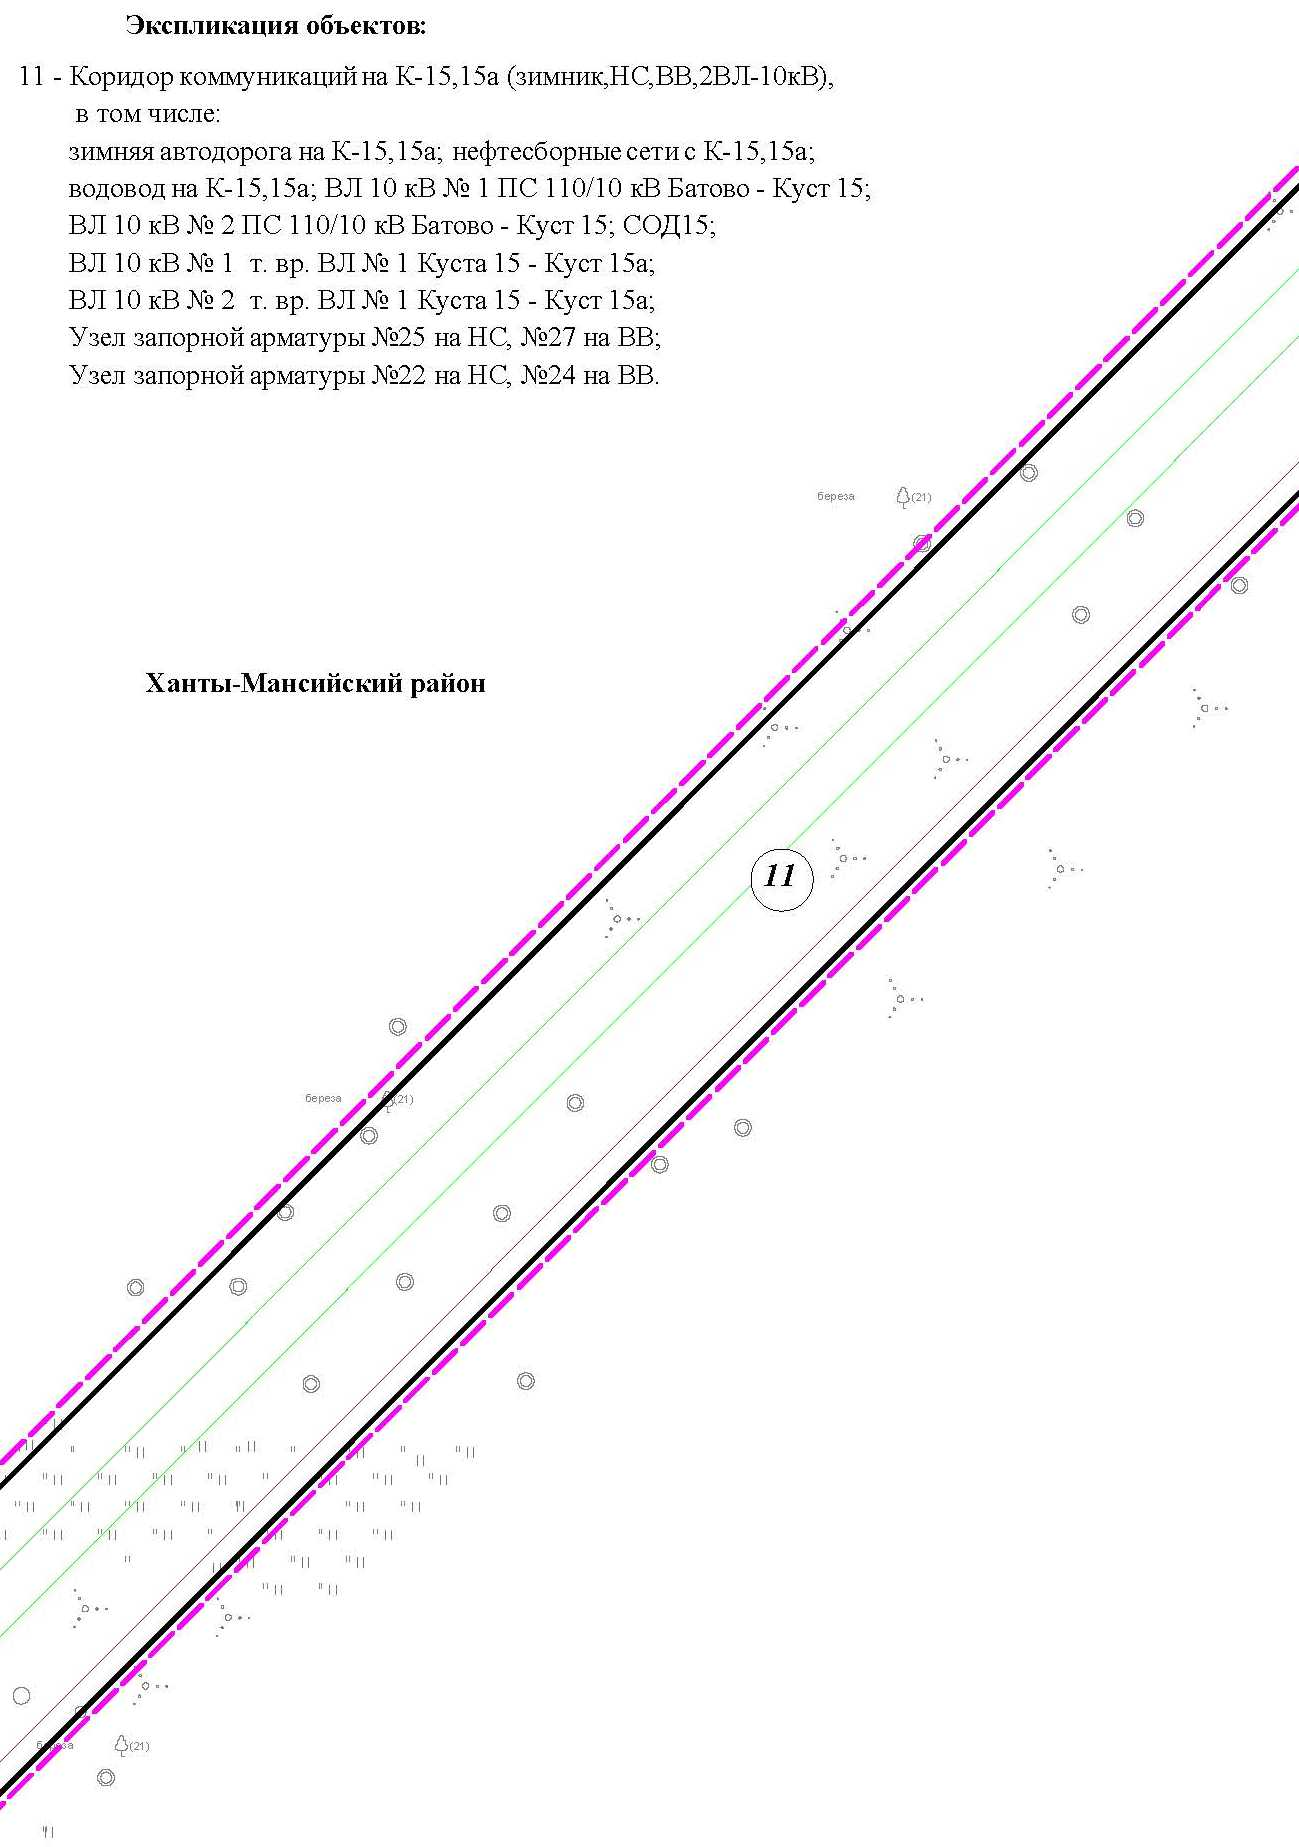 Экспликация объектов:
11 - Коридор коммуникаций на К-15,15а (зимник,НС,ВВ,2ВЛ-10кВ),
в том числе:
зимняя автодорога на К-15,15а; нефтесборные сети с К-15,15а;
водовод на К-15,15а; ВЛ 10 кВ № 1 ПС 110/10 кВ Батово - Куст 15;
ВЛ 10 кВ № 2 ПС 110/10 кВ Батово - Куст 15; СОД15;
ВЛ 10 кВ № 1 т. вр. ВЛ № 1 Куста 15 - Куст 15а;
ВЛ 10 кВ № 2 т. вр. ВЛ № 1 Куста 15 - Куст 15а;
Узел запорной арматуры №25 на НС, №27 на ВВ;
Узел запорной арматуры №22 на НС, №24 на ВВ.
береза (21)
Ханты-Мансийский район
11
береза (21)
береза (21)